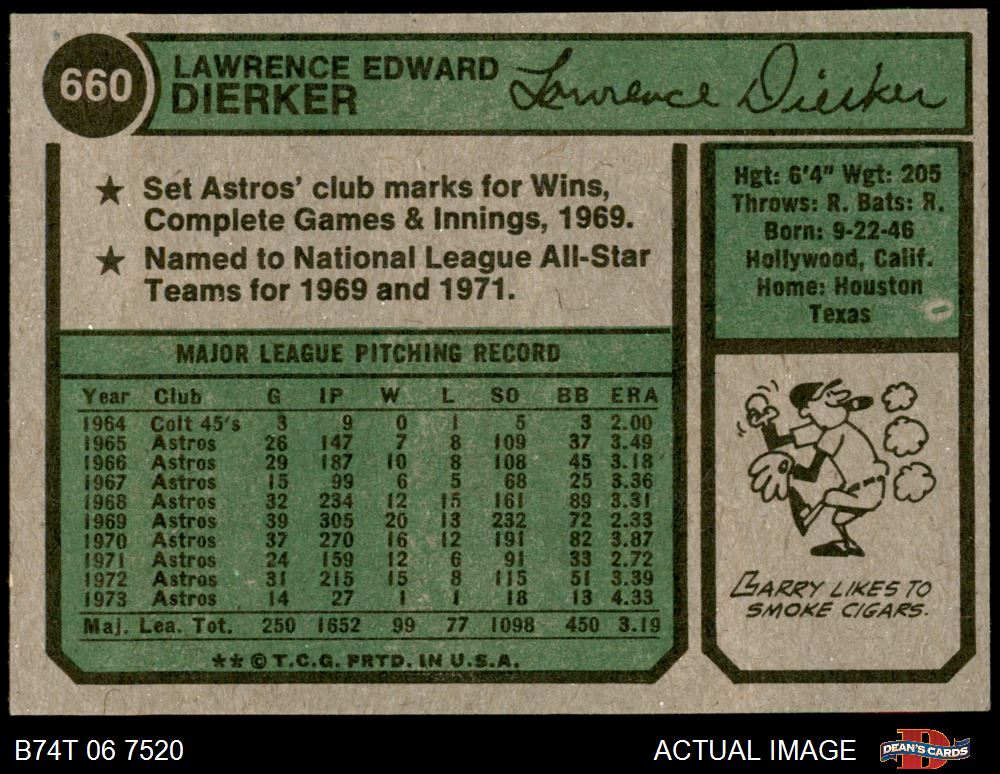 660
LAWRENCE EDWARD
DIERKER
Lawrence Dierker
★ Set Astros' club marks for Wins,
Complete Games & Innings, 1969.
★ Named to National League All-Star
Teams for 1969 and 1971.
MAJOR LEAGUE PITCHING RECORD
Year Club G IP W L SO BB ERA
1964 Colt 45's 3 9 0 1 5 3 2.00
1965 Astros 26 147 7 8 109 37 3.49
1966 Astros 29 187 10 8 108 45 3.18
1967 Astros 15 99 6 5 68 25 3.36
1968 Astros 32 234 12 15 161 89 3.31
1969 Astros 39 305 20 13 232 72 2.33
1970 Astros 37 270 16 12 191 82 3.87
1971 Astros 24 159 12 6 91 33 2.72
1972 Astros 31 215 15 8 115 51 3.39
1973 Astros 14 27 1 1 18 13 4.33
Maj. Lea. Tot. 250 1652 99 77 1098 450 3.19
** © T.C.G. PRTD. IN U.S.A.
Hgt: 6'4" Wgt: 205
Throws: R. Bats: R.
Born: 9-22-46
Hollywood, Calif.
Home: Houston
Texas
LARRY LIKES TO
SMOKE CIGARS.
B74T 06 7520
ACTUAL IMAGE
DEAN'S CARDS